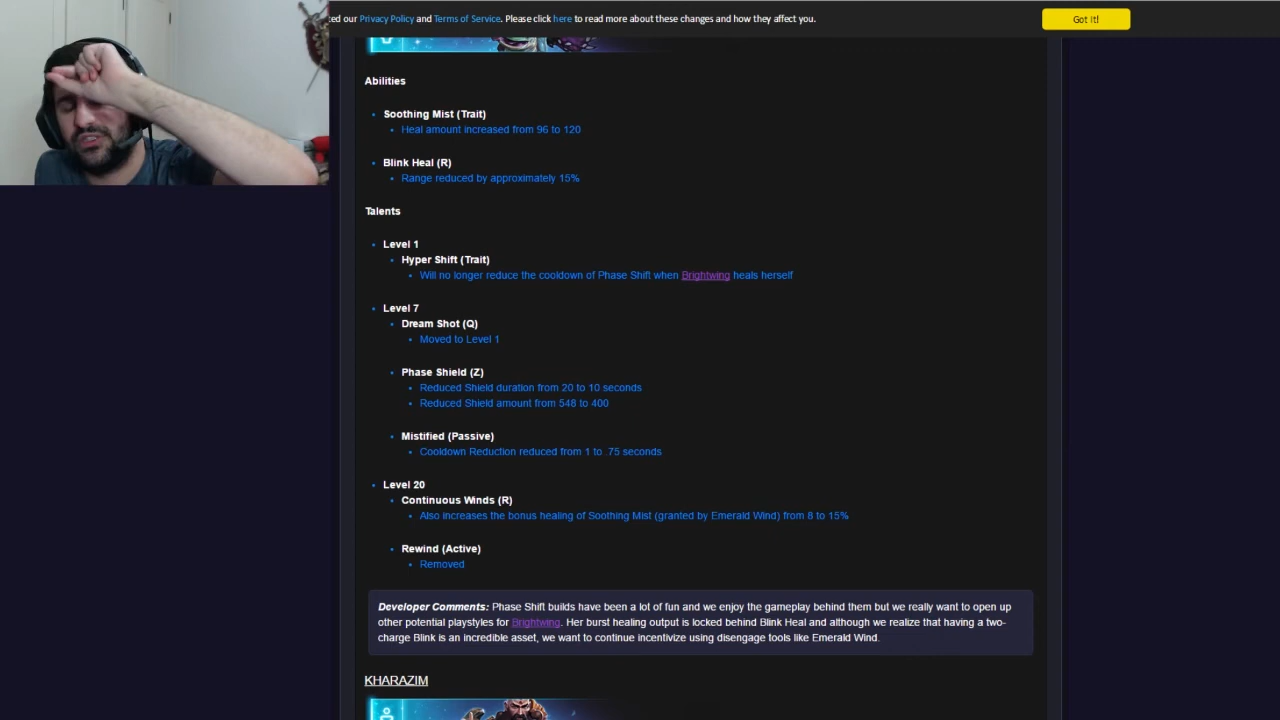 ted our Privacy Policy and Terms of Service. Please click here to read more about these changes and how they affect you.
Got it!
Abilities
Soothing Mist (Trait)
Heal amount increased from 96 to 120
Blink Heal (R)
Range reduced by approximately 15%
Talents
Level 1
Hyper Shift (Trait)
Will no longer reduce the cooldown of Phase Shift when Brightwing heals herself
Level 7
Dream Shot (Q)
Moved to Level 1
Phase Shield (Z)
Reduced Shield duration from 20 to 10 seconds
Reduced Shield amount from 548 to 400
Mistified (Passive)
Cooldown Reduction reduced from 1 to .75 seconds
Level 20
Continuous Winds (R)
Also increases the bonus healing of Soothing Mist (granted by Emerald Wind) from 8 to 15%
Rewind (Active)
Removed
Developer Comments: Phase Shift builds have been a lot of fun and we enjoy the gameplay behind them but we really want to open up
other potential playstyles for Brightwing. Her burst healing output is locked behind Blink Heal and although we realize that having a two-
charge Blink is an incredible asset, we want to continue incentivize using disengage tools like Emerald Wind.
KHARAZIM